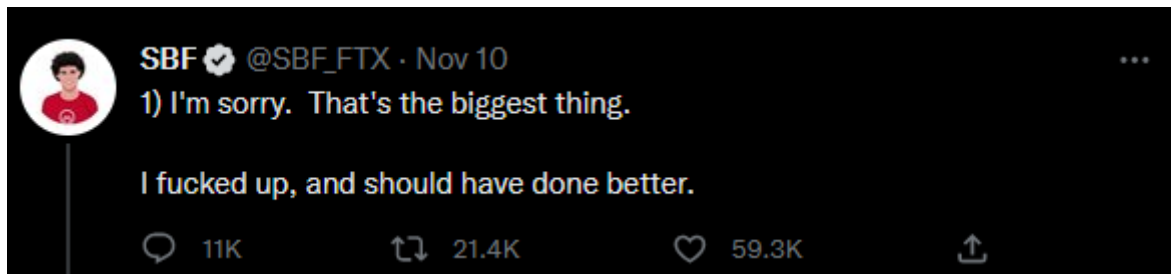 SBF @SBF_FTX · Nov 10
1) I'm sorry.  That's the biggest thing.
I fucked up, and should have done better.
11K 21.4K 59.3K